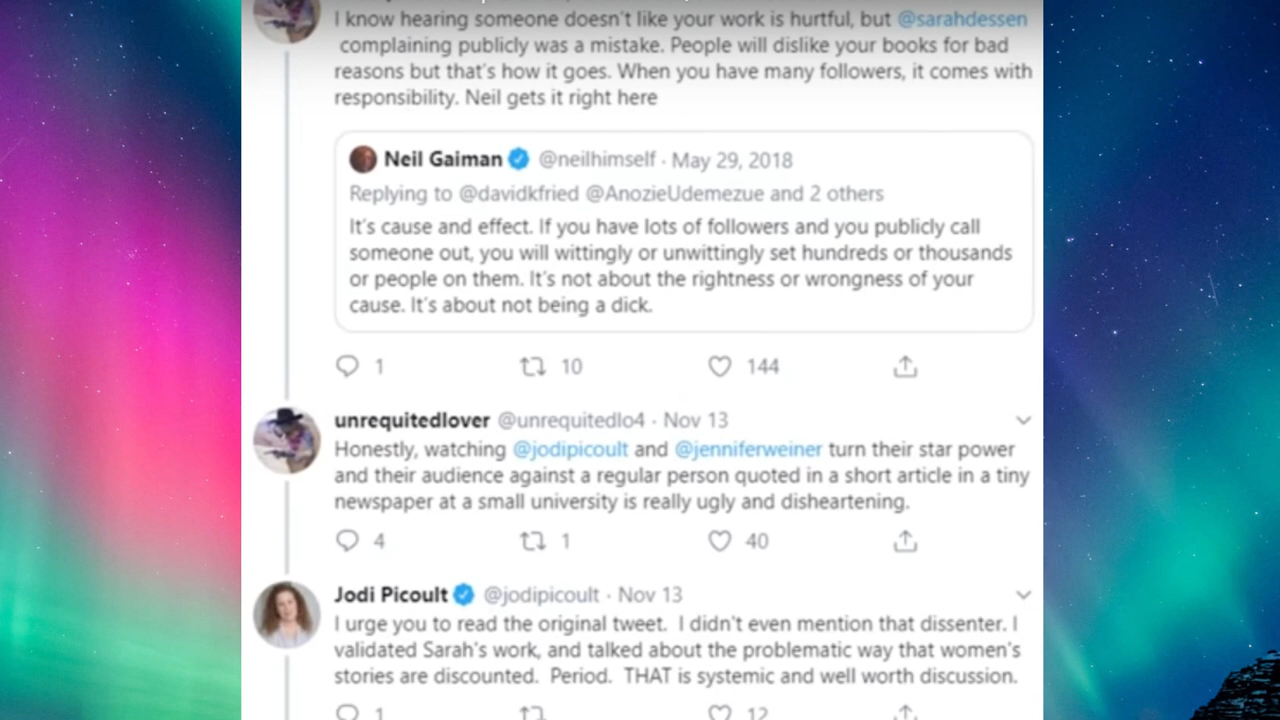 I know hearing someone doesn't like your work is hurtful, but @sarahdessen
complaining publicly was a mistake. People will dislike your books for bad
reasons but that's how it goes. When you have many followers, it comes with
responsibility. Neil gets it right here
Neil Gaiman @neilhimself · May 29, 2018
Replying to @davidkfried @AnozieUdemezue and 2 others
It's cause and effect. If you have lots of followers and you publicly call
someone out, you will wittingly or unwittingly set hundreds or thousands
or people on them. It's not about the rightness or wrongness of your
cause. It's about not being a dick.
1 10 144
unrequitedlover @unrequitedlo4 · Nov 13
Honestly, watching @jodipicoult and @jenniferweiner turn their star power
and their audience against a regular person quoted in a short article in a tiny
newspaper at a small university is really ugly and disheartening.
4 1 40
Jodi Picoult @jodipicoult · Nov 13
I urge you to read the original tweet.  I didn't even mention that dissenter. I
validated Sarah's work, and talked about the problematic way that women's
stories are discounted.  Period.  THAT is systemic and well worth discussion.
1 12